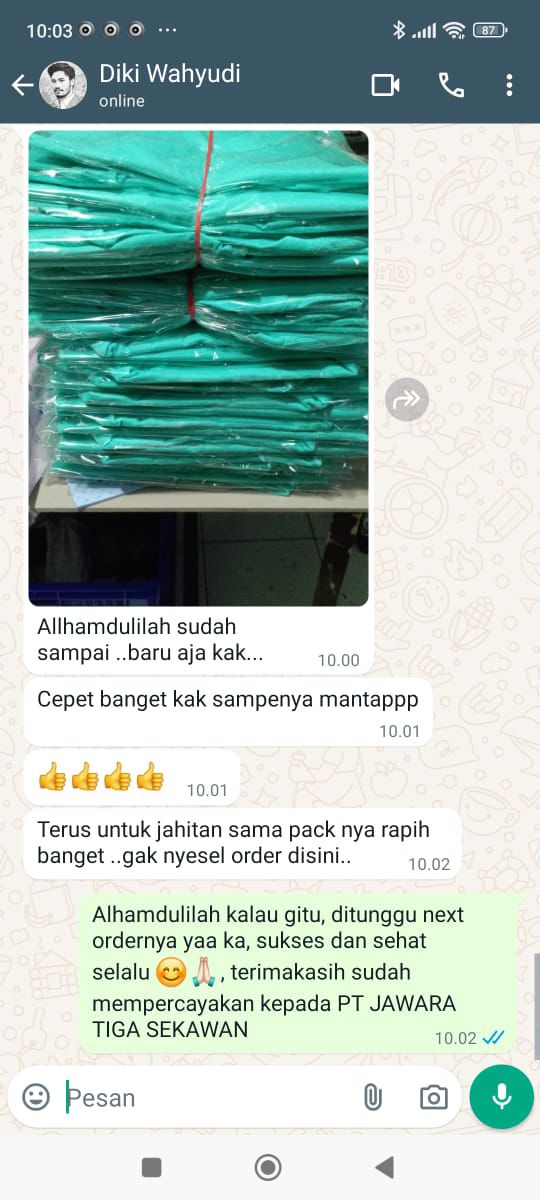 10:03
87
Diki Wahyudi
online
Allhamdulilah sudah
sampai ..baru aja kak...
10.00
Cepet banget kak sampenya mantappp
10.01
👍👍👍👍
10.01
Terus untuk jahitan sama pack nya rapih
banget ..gak nyesel order disini..
10.02
Alhamdulilah kalau gitu, ditunggu next
ordernya yaa ka, sukses dan sehat
selalu 😊🙏🏻, terimakasih sudah
mempercayakan kepada PT JAWARA
TIGA SEKAWAN
10.02
Pesan